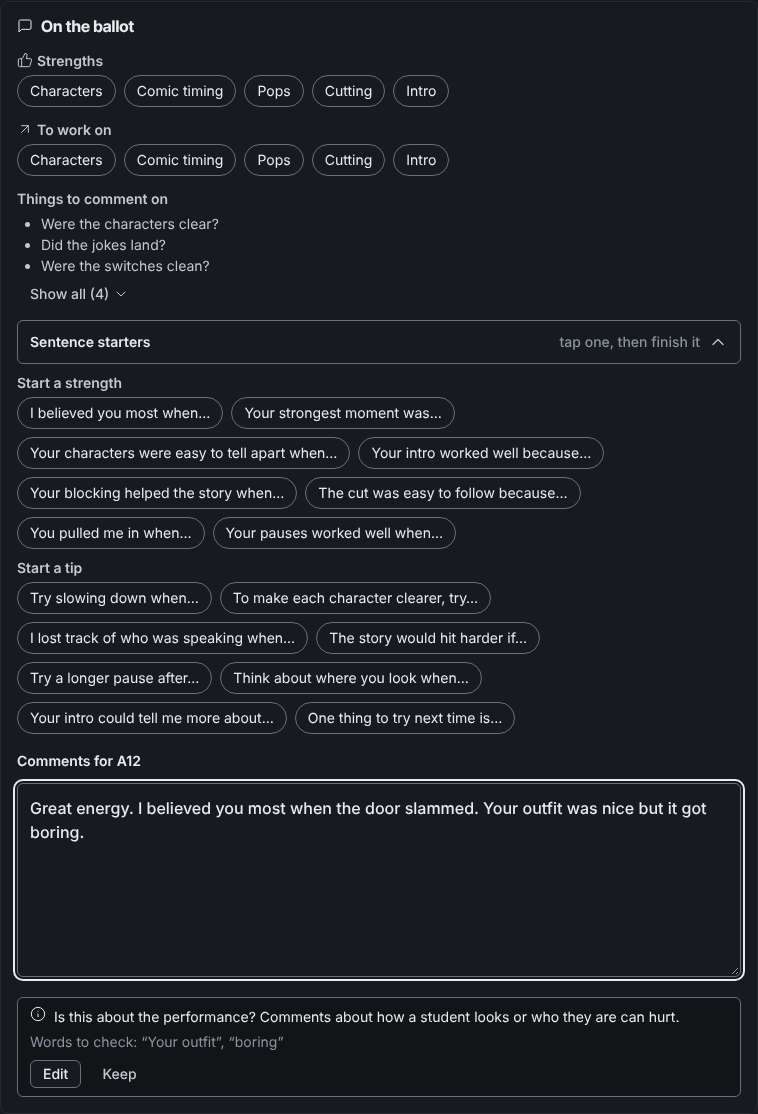 On the ballot
Strengths
Characters Comic timing Pops Cutting Intro
To work on
Characters Comic timing Pops Cutting Intro
Things to comment on
• Were the characters clear?
• Did the jokes land?
• Were the switches clean?
Show all (4)
Sentence starters tap one, then finish it
Start a strength
I believed you most when... Your strongest moment was...
Your characters were easy to tell apart when... Your intro worked well because...
Your blocking helped the story when... The cut was easy to follow because...
You pulled me in when... Your pauses worked well when...
Start a tip
Try slowing down when... To make each character clearer, try...
I lost track of who was speaking when... The story would hit harder if...
Try a longer pause after... Think about where you look when...
Your intro could tell me more about... One thing to try next time is...
Comments for A12
Great energy. I believed you most when the door slammed. Your outfit was nice but it got
boring.
Is this about the performance? Comments about how a student looks or who they are can hurt.
Words to check: “Your outfit”, “boring”
Edit Keep